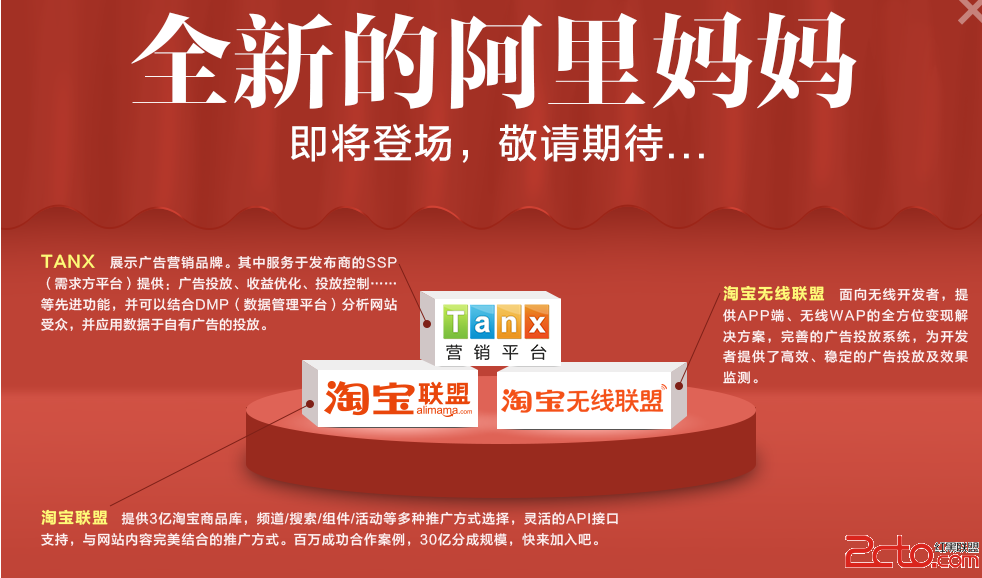 全新的阿里妈妈
即将登场，敬请期待...
TANX 展示广告营销品牌。其中服务于发布商的SSP
（需求方平台）提供：广告投放、收益优化、投放控制……
等先进功能，并可以结合DMP（数据管理平台）分析网站
受众，并应用数据于自有广告的投放。
淘宝无线联盟 面向无线开发者，提
供APP端、无线WAP的全方位变现解
决方案，完善的广告投放系统，为开发
者提供了高效、稳定的广告投放及效果
监测。
Tanx
营销平台
淘宝联盟
alimama.com
淘宝无线联盟
淘宝联盟 提供3亿淘宝商品库，频道/搜索/组件/活动等多种推广方式选择，灵活的API接口
支持，与网站内容完美结合的推广方式。百万成功合作案例，30亿分成规模，快来加入吧。
2cto.com
红黑联盟